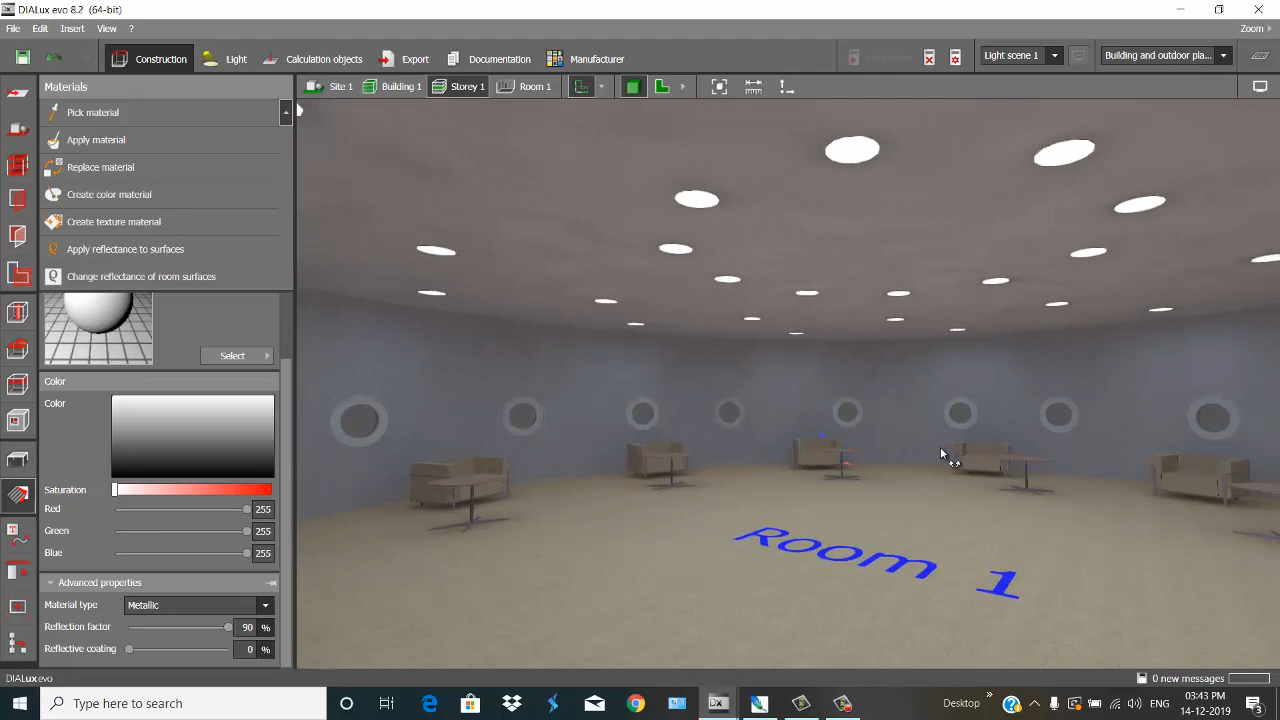 DIALux evo 8.2 (64-bit)
File Edit Insert View ? Zoom
Construction Light Calculation objects Export Documentation Manufacturer Light scene 1 Building and outdoor pla...
Materials Site 1 Building 1 Storey 1 Room 1
Pick material
Apply material
Replace material
Create color material
Create texture material
Apply reflectance to surfaces
Change reflectance of room surfaces
Select
Color
Color
Saturation
Red 255
Green 255
Blue 255
Room 1
Advanced properties
Material type Metallic
Reflection factor 90 %
Reflective coating 0 %
DIALux evo 0 new messages
Type here to search Desktop » ENG 03:43 PM
14-12-2019
3